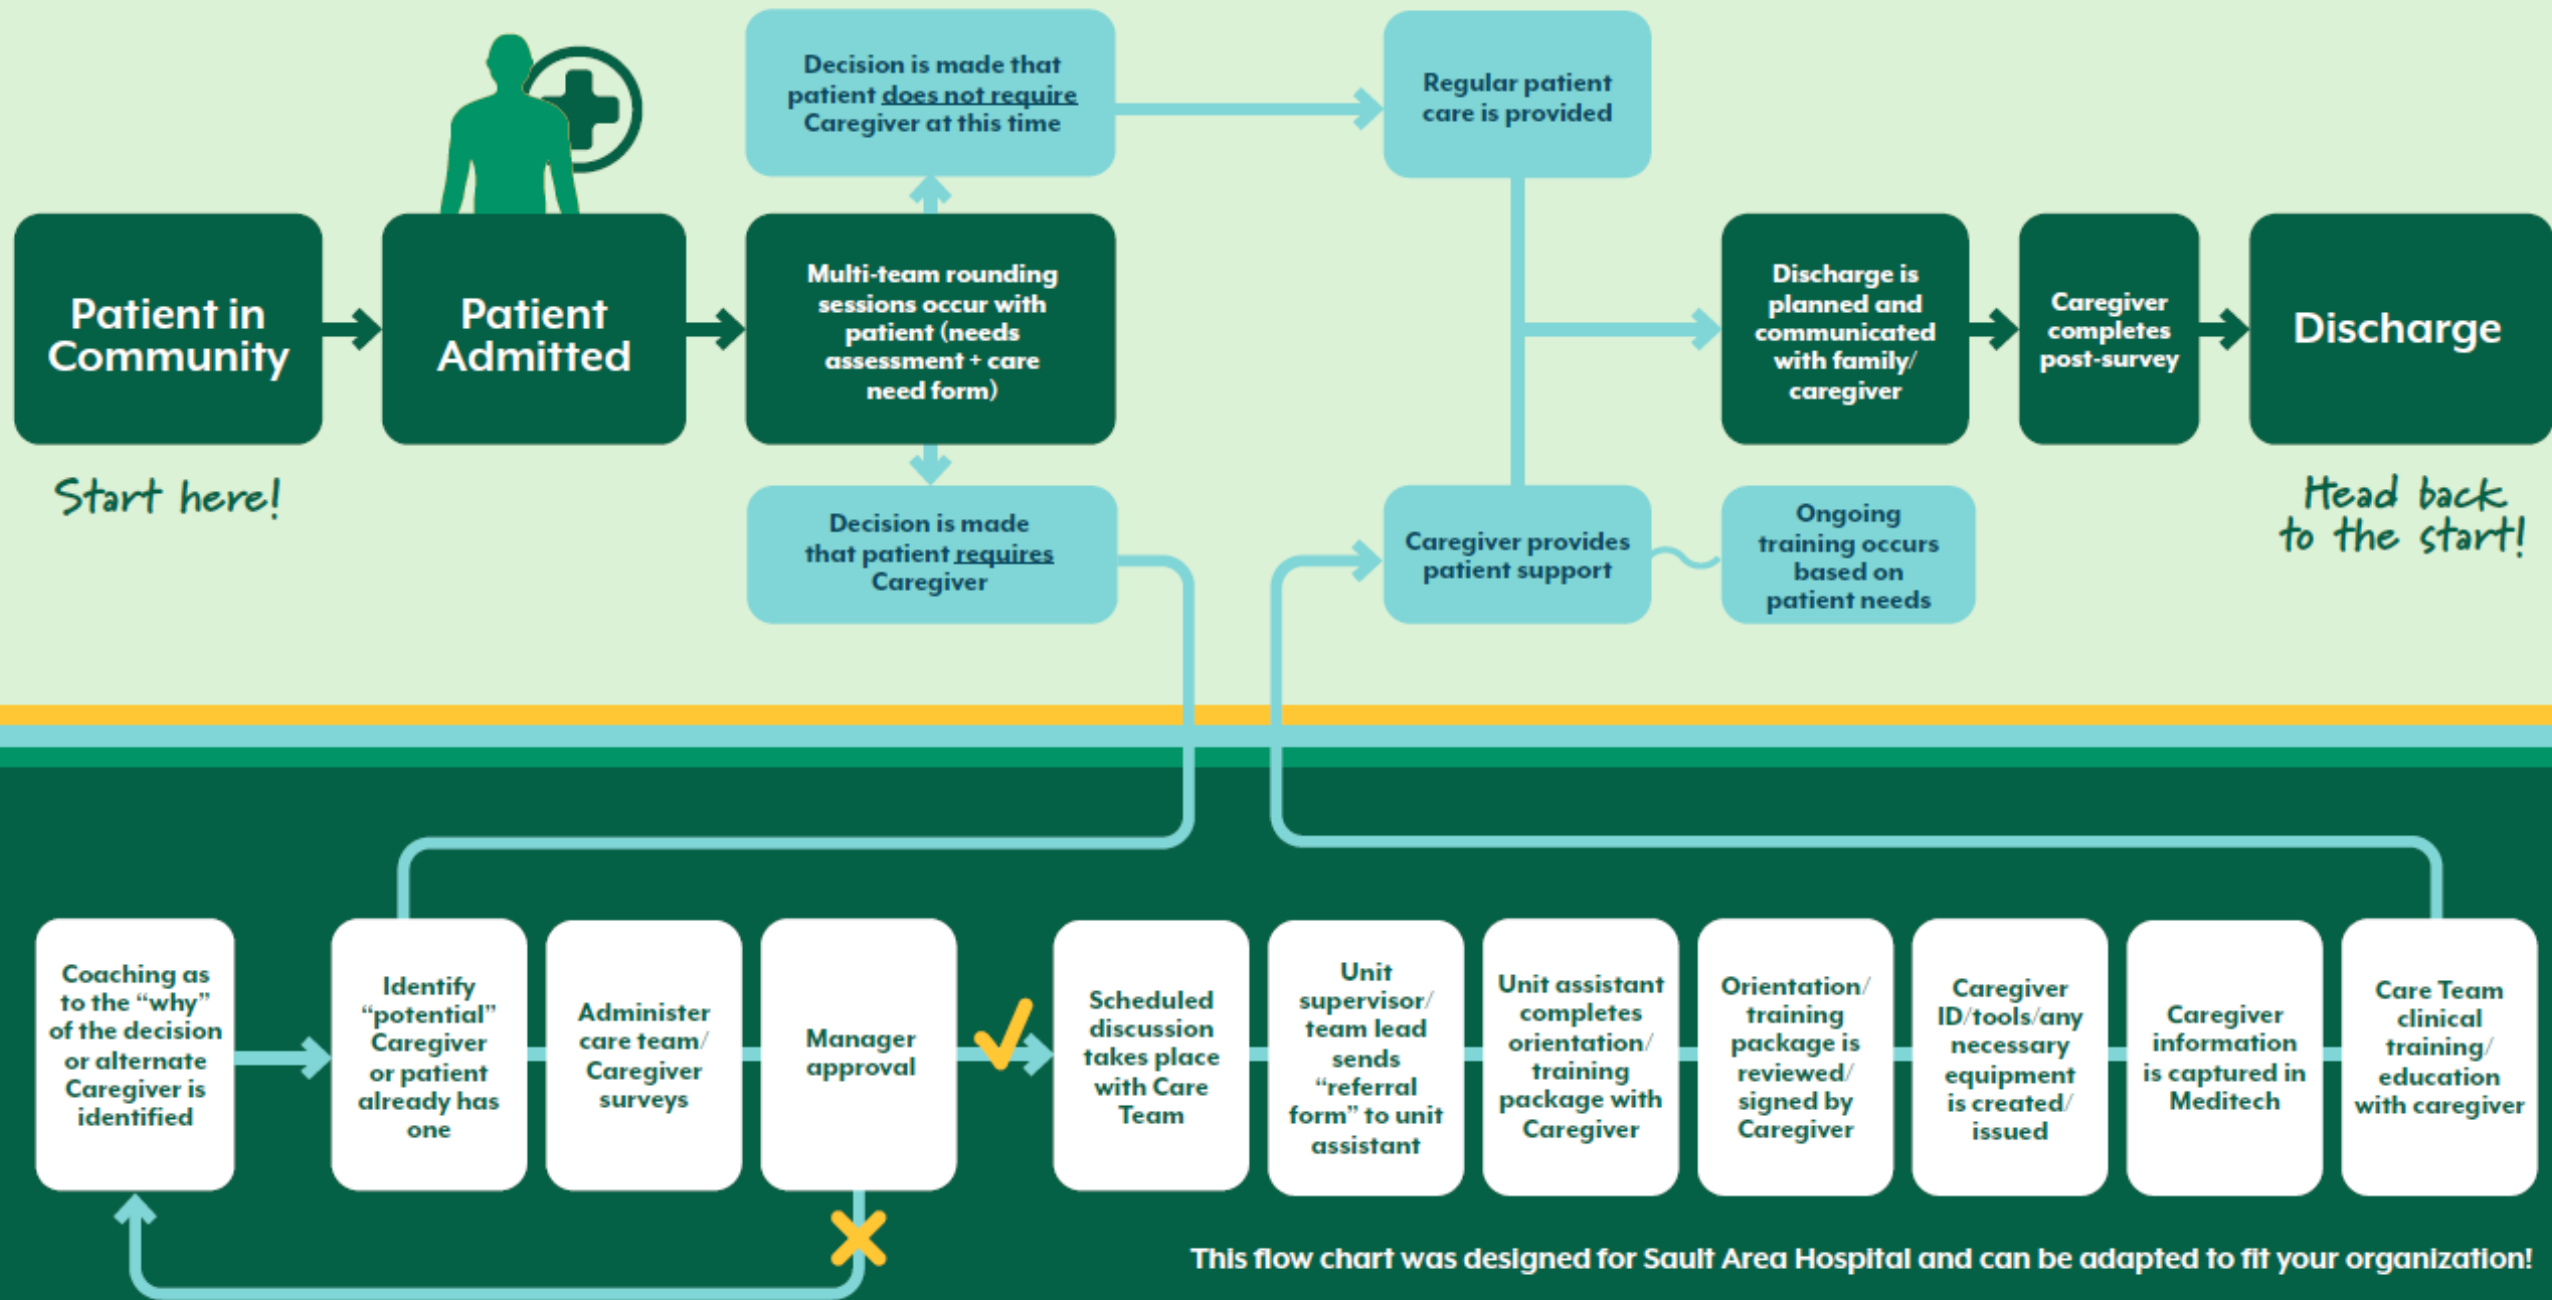 Decision is made that
patient does not require
Caregiver at this time
Regular patient
care is provided
Patient in
Community
Patient
Admitted
Multi-team rounding
sessions occur with
patient (needs
assessment + care
need form)
Discharge is
planned and
communicated
with family/
caregiver
Caregiver
completes
post-survey
Discharge
Start here!
Head back
to the start!
Decision is made
that patient requires
Caregiver
Caregiver provides
patient support
Ongoing
training occurs
based on
patient needs
Coaching as
to the “why”
of the decision
or alternate
Caregiver is
identified
Identify
“potential”
Caregiver
or patient
already has
one
Administer
care team/
Caregiver
surveys
Manager
approval
Scheduled
discussion
takes place
with Care
Team
Unit
supervisor/
team lead
sends
“referral
form” to unit
assistant
Unit assistant
completes
orientation/
training
package with
Caregiver
Orientation/
training
package is
reviewed/
signed by
Caregiver
Caregiver
ID/tools/any
necessary
equipment
is created/
issued
Caregiver
information
is captured in
Meditech
Care Team
clinical
training/
education
with caregiver
This flow chart was designed for Sault Area Hospital and can be adapted to fit your organization!